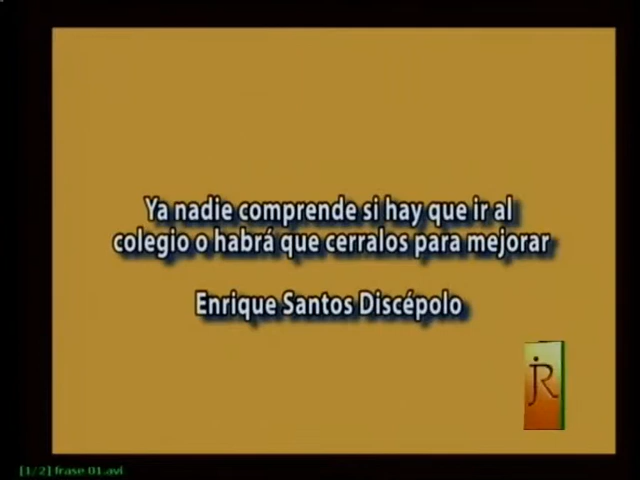 Ya nadie comprende si hay que ir al
colegio o habrá que cerralos para mejorar
Enrique Santos Discépolo
JR
[1/2] frase 01.avi